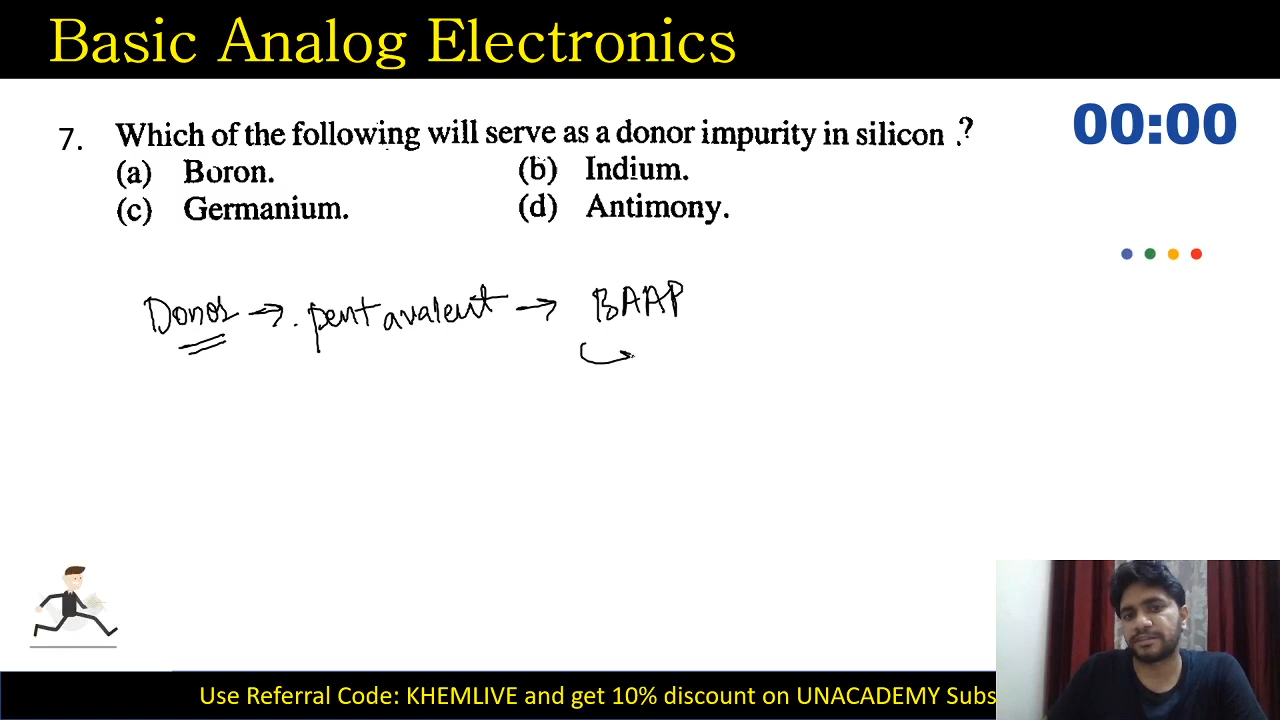 Basic Analog Electronics
00:00
7. Which of the following will serve as a donor impurity in silicon .?
(a) Boron. (b) Indium.
(c) Germanium. (d) Antimony.
Donor → pentavalent → BAAP
Use Referral Code: KHEMLIVE and get 10% discount on UNACADEMY Subs